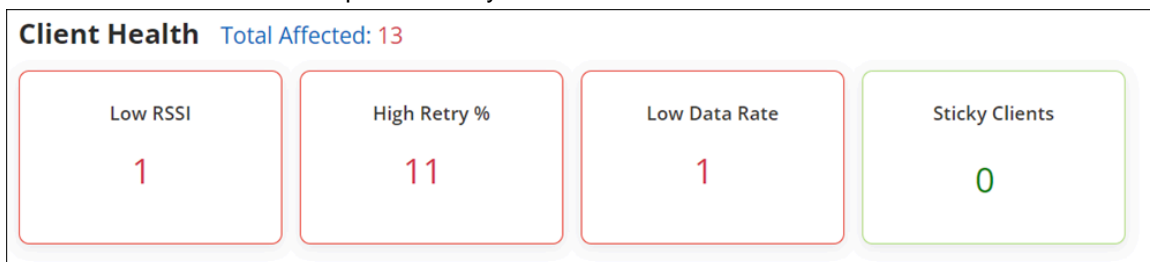 Client Health Total Affected: 13
Low RSSI
1
High Retry %
11
Low Data Rate
1
Sticky Clients
0